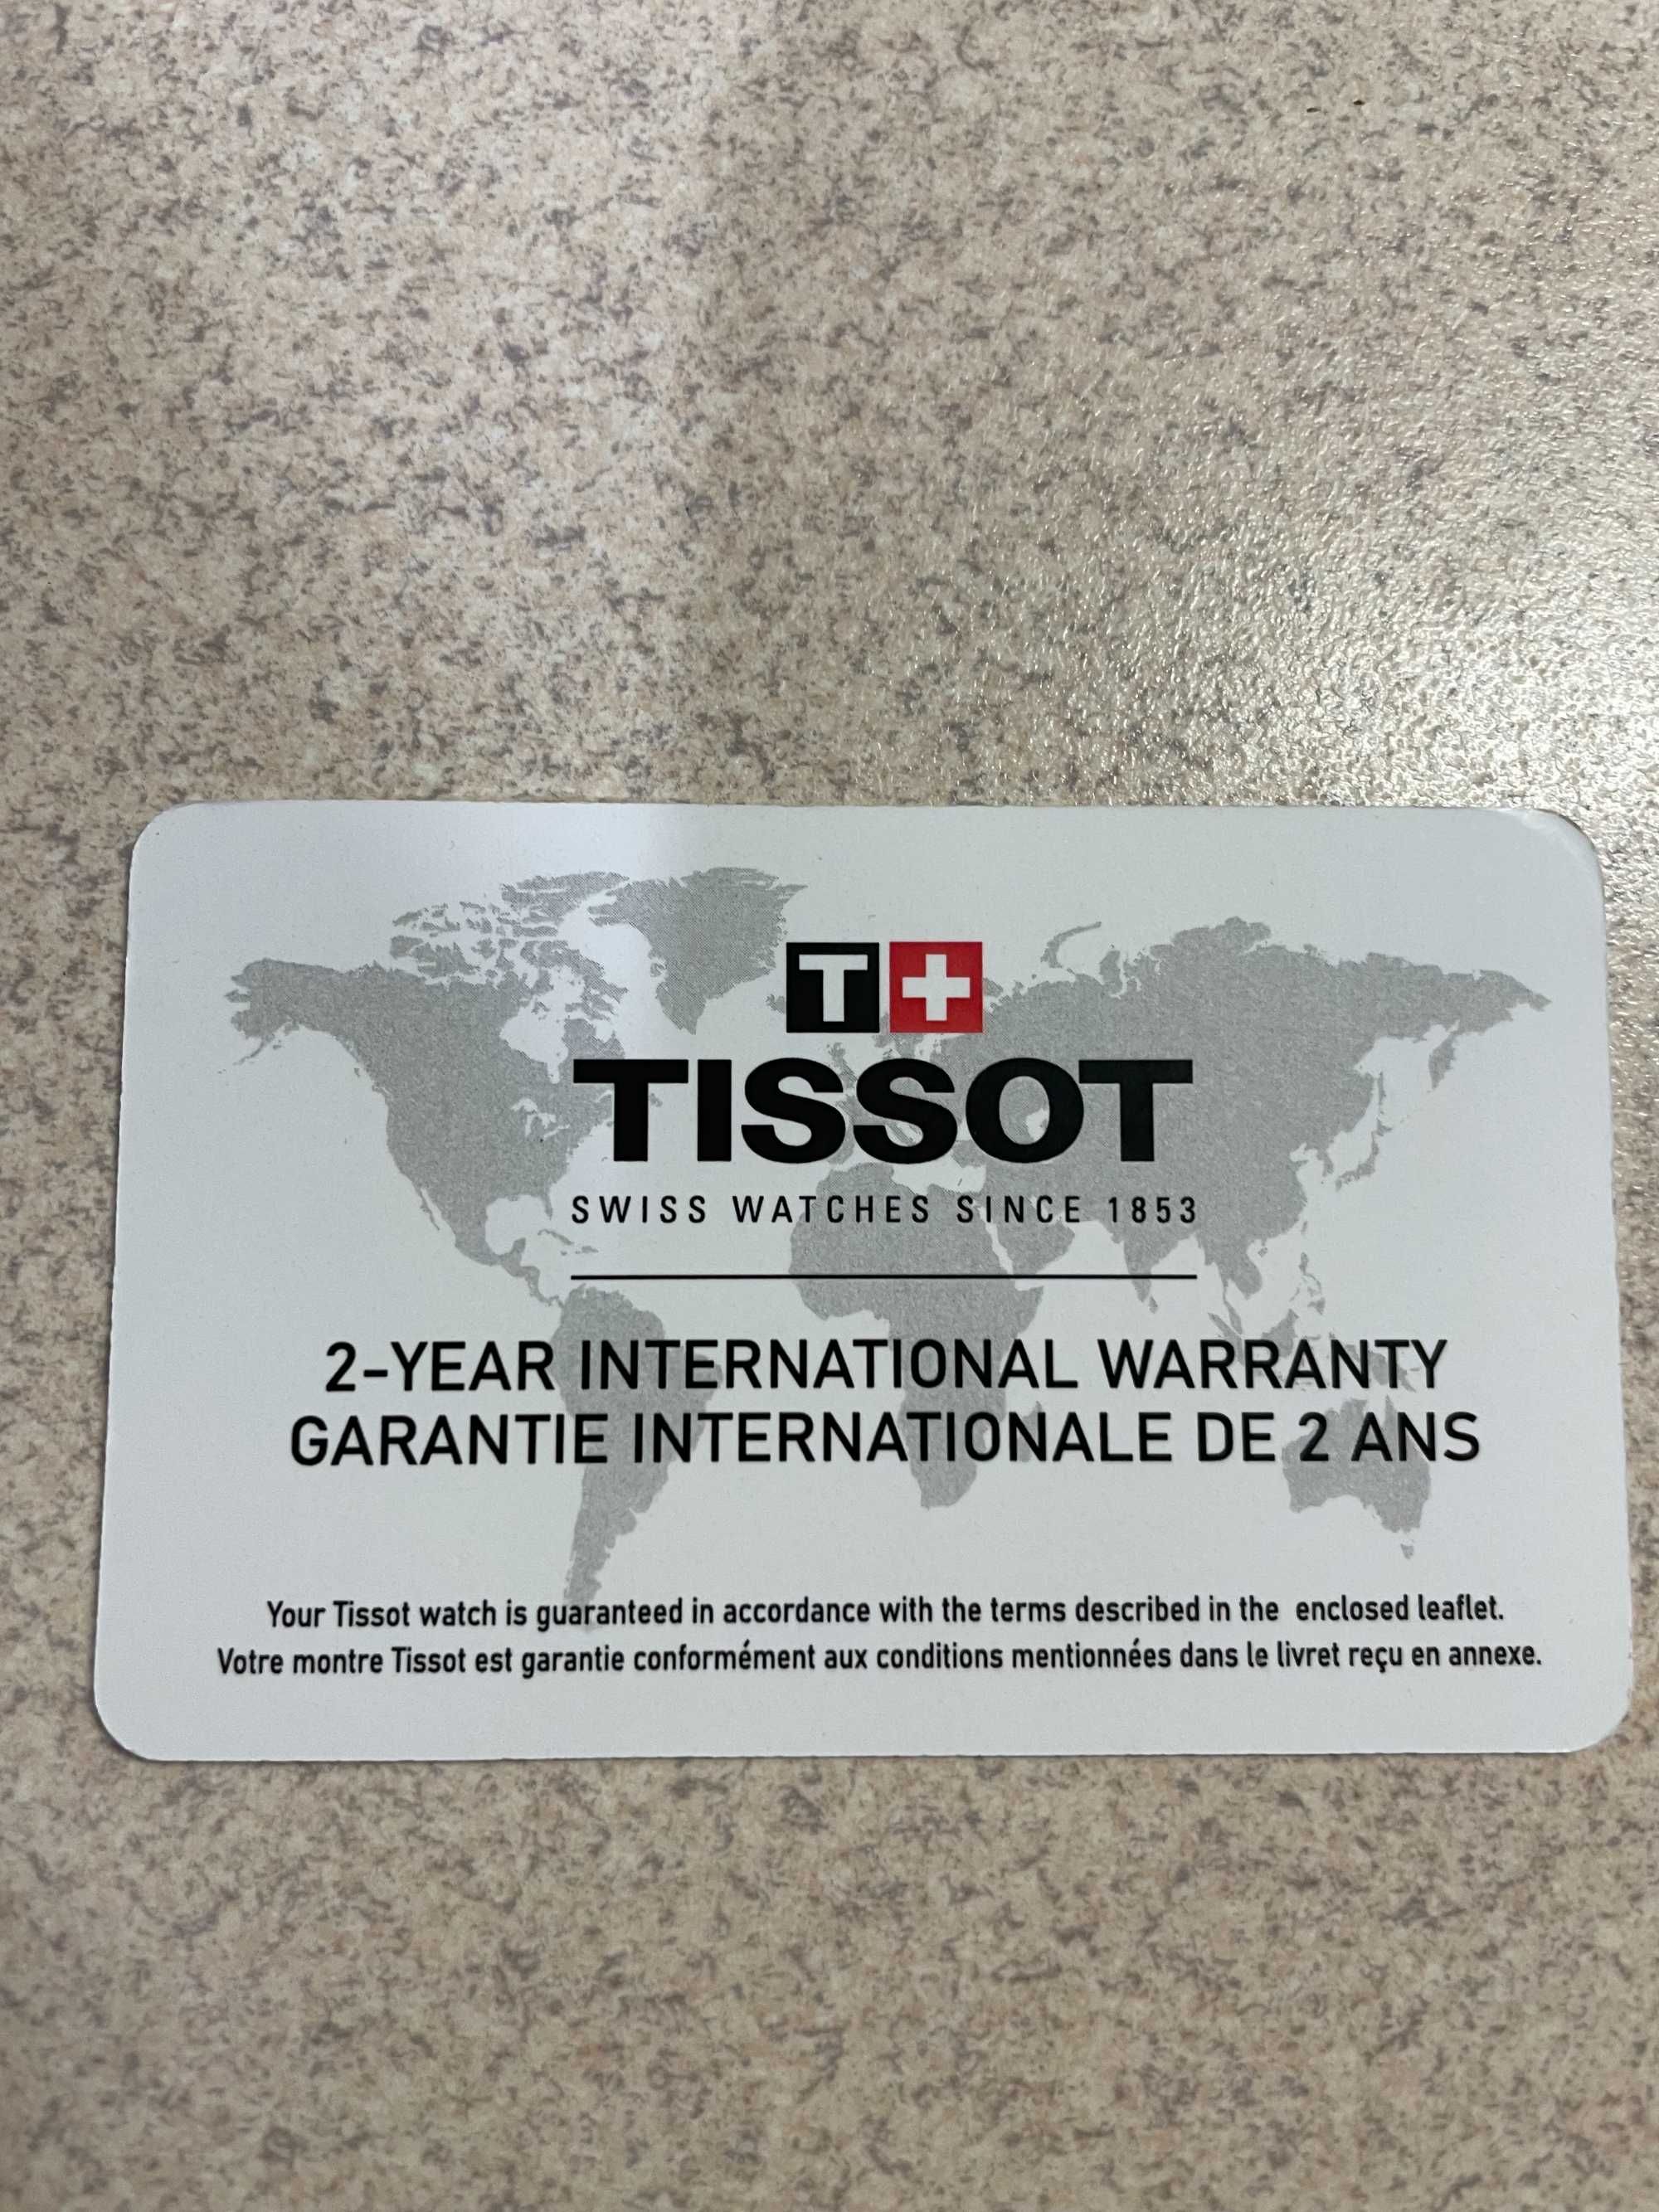 T
TISSOT
SWISS WATCHES SINCE 1853
2-YEAR INTERNATIONAL WARRANTY
GARANTIE INTERNATIONALE DE 2 ANS
Your Tissot watch is guaranteed in accordance with the terms described in the enclosed leaflet.
Votre montre Tissot est garantie conformément aux conditions mentionnées dans le livret reçu en annexe.